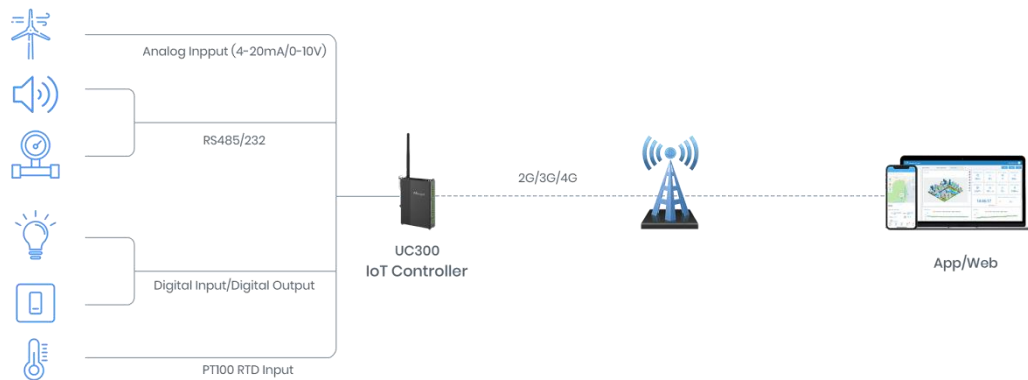 Analog Inpput (4-20mA/0-10V)
RS485/232
2G/3G/4G
UC300
IoT Controller
App/Web
Digital Input/Digital Output
PT100 RTD Input